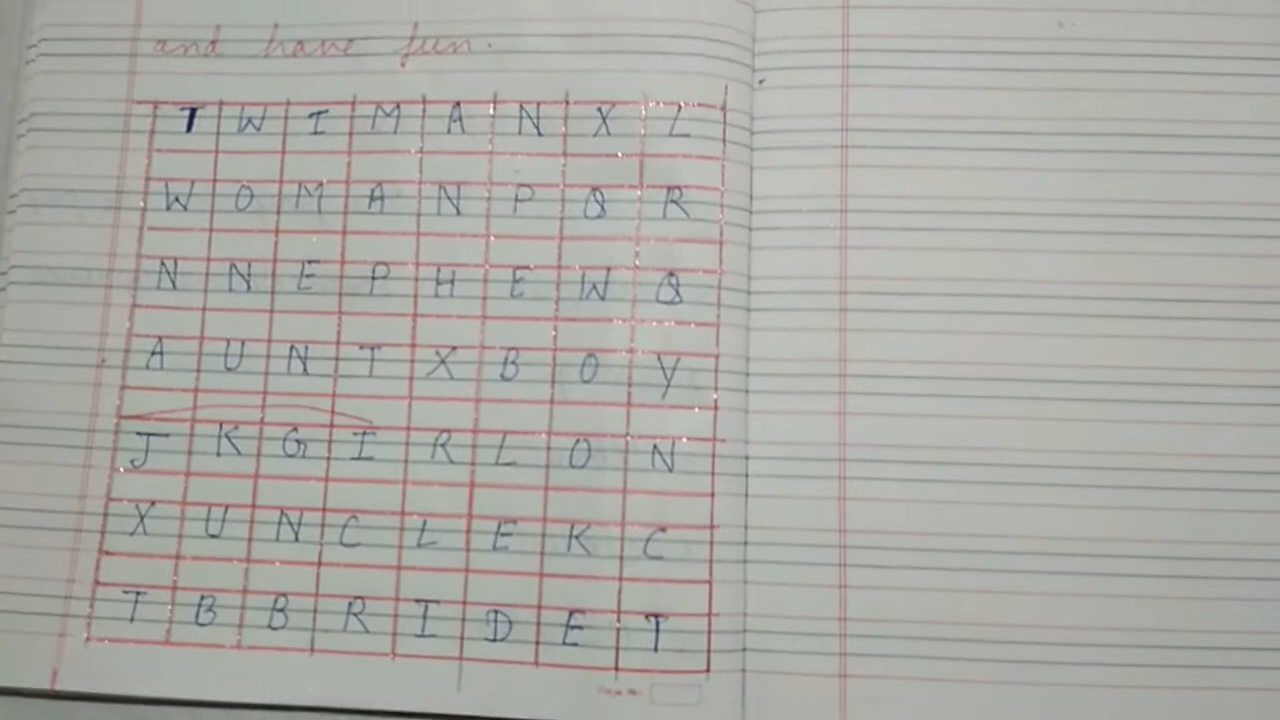 and have fun.
T W I M A N X L
W O M A N P Q R
N N E P H E W Q
A U N T X B O Y
J K G I R L O N
X U N C L E K C
T B B R I D E T